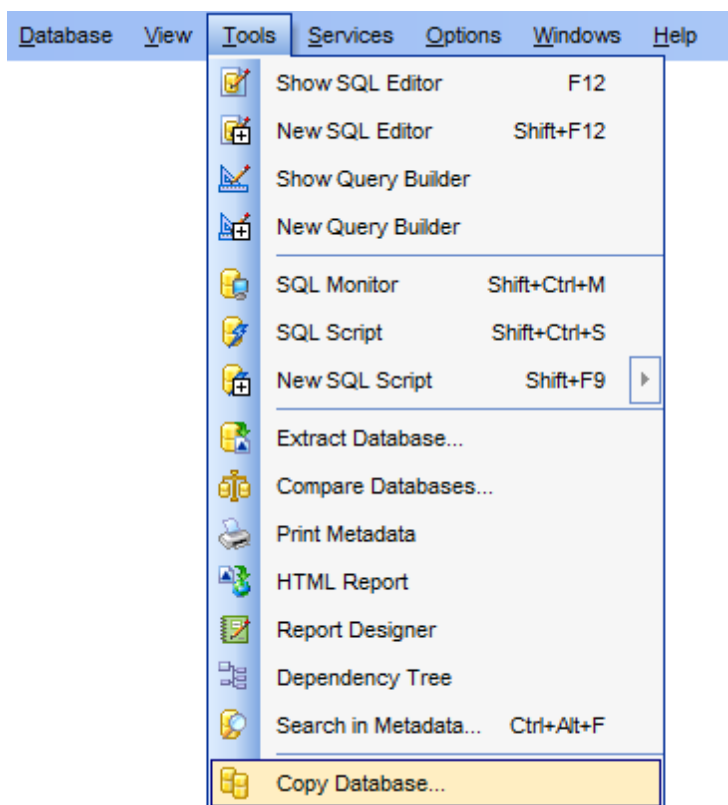 Database View Tools Services Options Windows Help
Show SQL Editor F12
New SQL Editor Shift+F12
Show Query Builder
New Query Builder
SQL Monitor Shift+Ctrl+M
SQL Script Shift+Ctrl+S
New SQL Script Shift+F9
Extract Database...
Compare Databases...
Print Metadata
HTML Report
Report Designer
Dependency Tree
Search in Metadata... Ctrl+Alt+F
Copy Database...